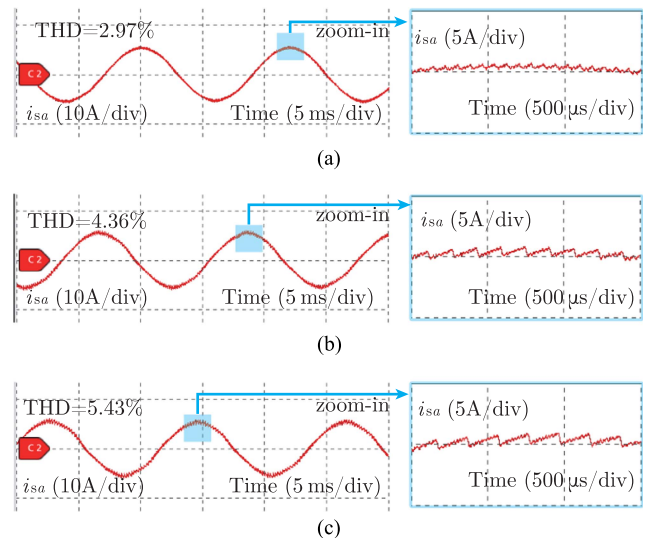 THD=2.97%
zoom-in
isa (5A/div)
C2
isa (10A/div)
Time (5 ms/div)
Time (500 μs/div)
(a)
THD=4.36%
zoom-in
isa (5A/div)
C2
isa (10A/div)
Time (5 ms/div)
Time (500 μs/div)
(b)
THD=5.43%
zoom-in
isa (5A/div)
C2
isa (10A/div)
Time (5 ms/div)
Time (500 μs/div)
(c)